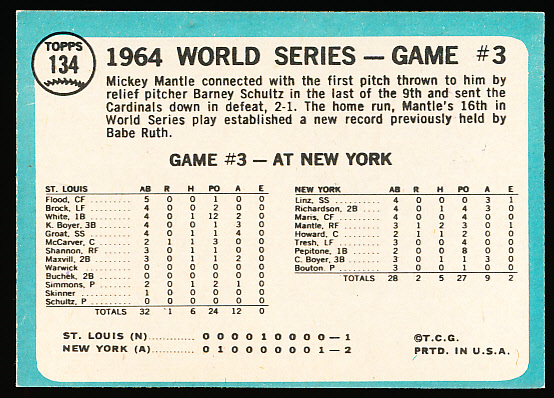 TOPPS
134
1964 WORLD SERIES — GAME #3
Mickey Mantle connected with the first pitch thrown to him by
relief pitcher Barney Schultz in the last of the 9th and sent the
Cardinals down in defeat, 2-1. The home run, Mantle's 16th in
World Series play established a new record previously held by
Babe Ruth.
GAME #3 — AT NEW YORK
ST. LOUIS AB R H PO A E
Flood, CF ..... 5 0 0 1 0 0
Brock, LF ..... 4 0 0 2 0 0
White, 1B ..... 4 0 1 12 2 0
K. Boyer, 3B .. 4 0 0 1 3 0
Groat, SS ..... 4 0 1 1 4 0
McCarver, C ... 2 1 1 3 0 0
Shannon, RF ... 3 0 1 1 0 0
Maxvill, 2B ... 3 0 1 1 2 0
Warwick ....... 0 0 0 0 0 0
Buchek, 2B .... 0 0 0 0 0 0
Simmons, P .... 2 0 1 2 1 0
Skinner ....... 1 0 0 0 0 0
Schultz, P .... 0 0 0 0 0 0
TOTALS 32 1 6 24 12 0
NEW YORK AB R H PO A E
Linz, SS ...... 4 0 0 0 3 1
Richardson, 2B . 4 0 1 4 3 0
Maris, CF ..... 4 0 0 4 0 0
Mantle, RF .... 3 1 2 3 0 1
Howard, C ..... 2 1 1 2 0 0
Tresh, LF ..... 3 0 0 4 0 0
Pepitone, 1B .. 2 0 0 8 0 0
C. Boyer, 3B .. 3 0 1 1 3 0
Bouton, P ..... 3 0 0 1 0 0
TOTALS 28 2 5 27 9 2
ST. LOUIS (N) .......... 0 0 0 0 1 0 0 0 0 — 1
NEW YORK (A) .......... 0 1 0 0 0 0 0 0 1 — 2
©T.C.G.
PRTD. IN U.S.A.